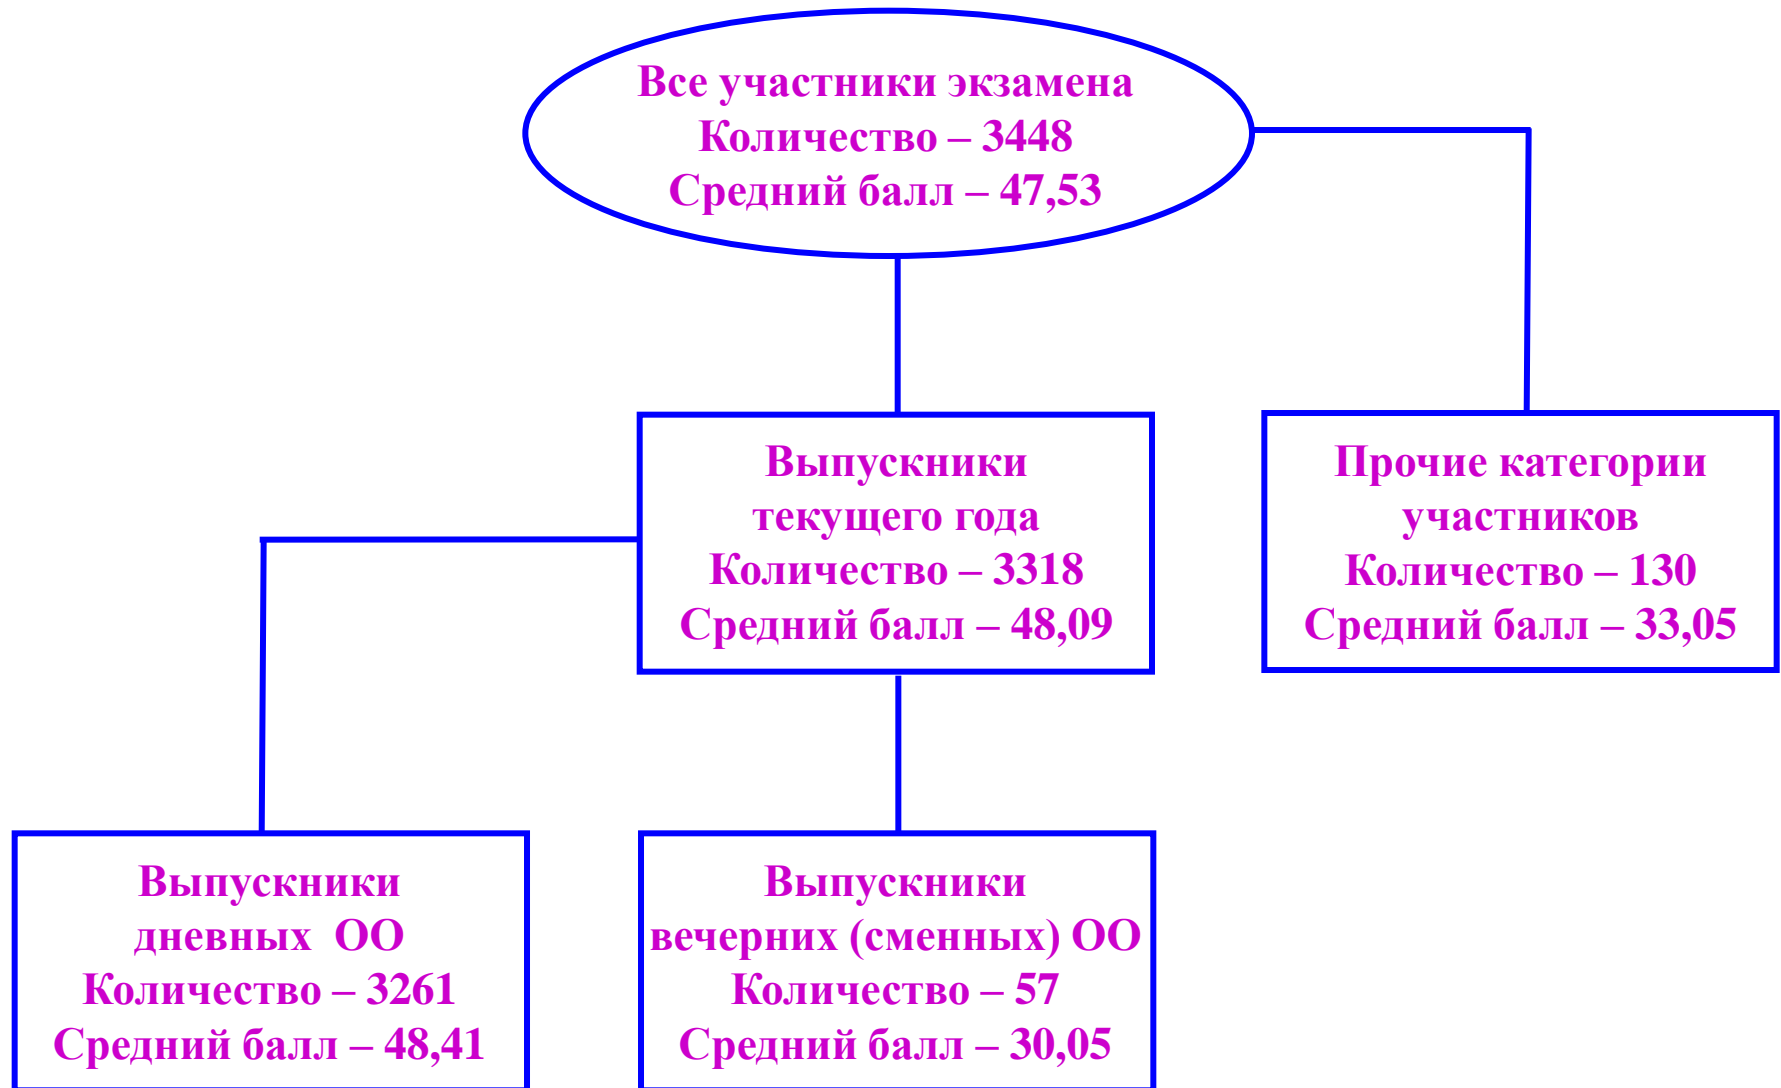 Все участники экзамена
Количество – 3448
Средний балл – 47,53
Выпускники
текущего года
Количество – 3318
Средний балл – 48,09
Прочие категории
участников
Количество – 130
Средний балл – 33,05
Выпускники
дневных  ОО
Количество – 3261
Средний балл – 48,41
Выпускники
вечерних (сменных) ОО
Количество – 57
Средний балл – 30,05